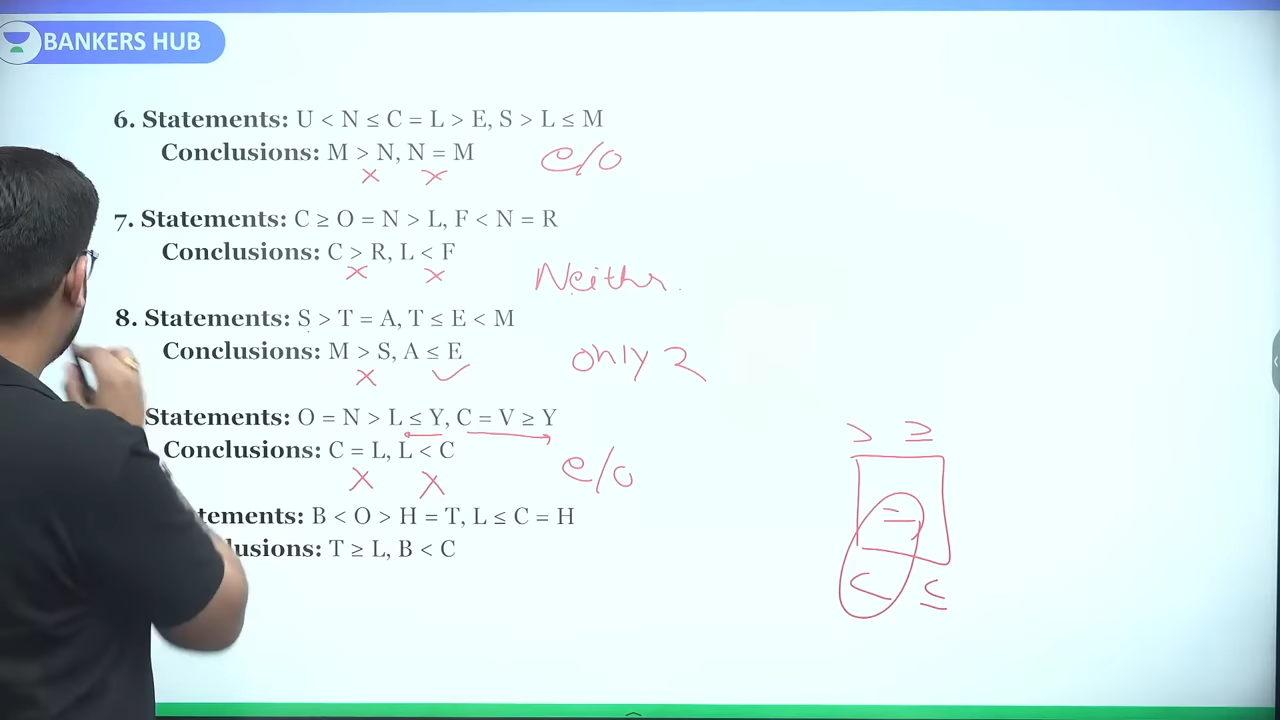 BANKERS HUB
6. Statements: U < N ≤ C = L > E, S > L ≤ M
Conclusions: M > N, N = M e/o
× ×
7. Statements: C ≥ O = N > L, F < N = R
Conclusions: C > R, L < F
× × Neither.
8. Statements: S > T = A, T ≤ E < M
Conclusions: M > S, A ≤ E only 2
× ✓
Statements: O = N > L ≤ Y, C = V ≥ Y
Conclusions: C = L, L < C e/o
× ×
tements: B < O > H = T, L ≤ C = H
lusions: T ≥ L, B < C
> ≥
=
< ≤